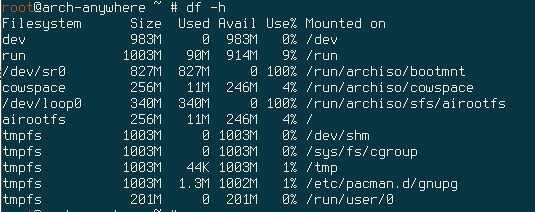 root@arch-anywhere ~ # df -h
Filesystem Size Used Avail Use% Mounted on
dev 983M 0 983M 0% /dev
run 1003M 90M 914M 9% /run
/dev/sr0 827M 827M 0 100% /run/archiso/bootmnt
cowspace 256M 11M 246M 4% /run/archiso/cowspace
/dev/loop0 340M 340M 0 100% /run/archiso/sfs/airootfs
airootfs 256M 11M 246M 4% /
tmpfs 1003M 0 1003M 0% /dev/shm
tmpfs 1003M 0 1003M 0% /sys/fs/cgroup
tmpfs 1003M 44K 1003M 1% /tmp
tmpfs 1003M 1.3M 1002M 1% /etc/pacman.d/gnupg
tmpfs 201M 0 201M 0% /run/user/0